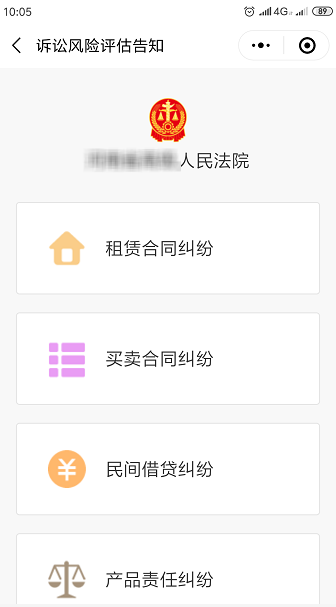 10:05
4G
89
诉讼风险评估告知
人民法院
租赁合同纠纷
买卖合同纠纷
民间借贷纠纷
产品责任纠纷